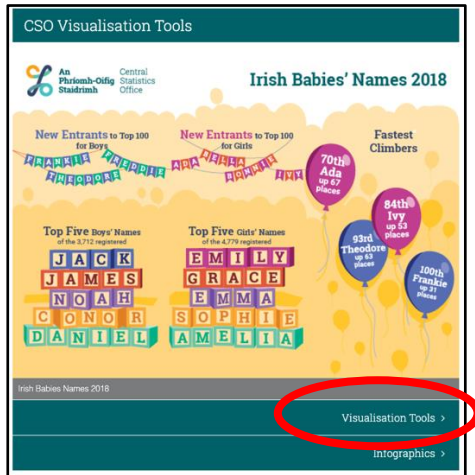 CSO Visualisation Tools
An
Phríomh-Oifig
Staidrimh
Central
Statistics
Office
Irish Babies' Names 2018
New Entrants to Top 100
for Boys
FRANKIE FREDDIE
THEODORE
New Entrants to Top 100
for Girls
ADA ELLA
BONNIE IVY
Fastest
Climbers
70th
Ada
up 67
places
84th
Ivy
up 53
places
93rd
Theodore
up 63
places
100th
Frankie
up 31
places
Top Five Boys' Names
of the 3,712 registered
JACK
JAMES
NOAH
CONOR
DANIEL
Top Five Girls' Names
of the 4,779 registered
EMILY
GRACE
EMMA
SOPHIE
AMELIA
Irish Babies Names 2018
Visualisation Tools >
Infographics >